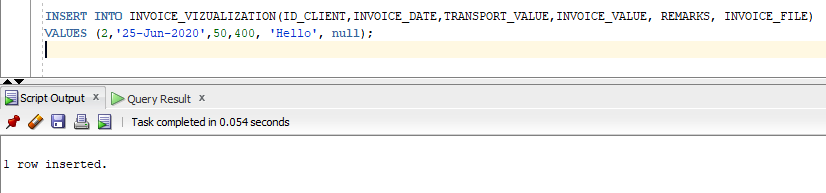 INSERT INTO INVOICE_VIZUALIZATION(ID_CLIENT,INVOICE_DATE,TRANSPORT_VALUE,INVOICE_VALUE, REMARKS, INVOICE_FILE)
VALUES (2,'25-Jun-2020',50,400, 'Hello', null);
Script Output x Query Result x
Task completed in 0.054 seconds
1 row inserted.